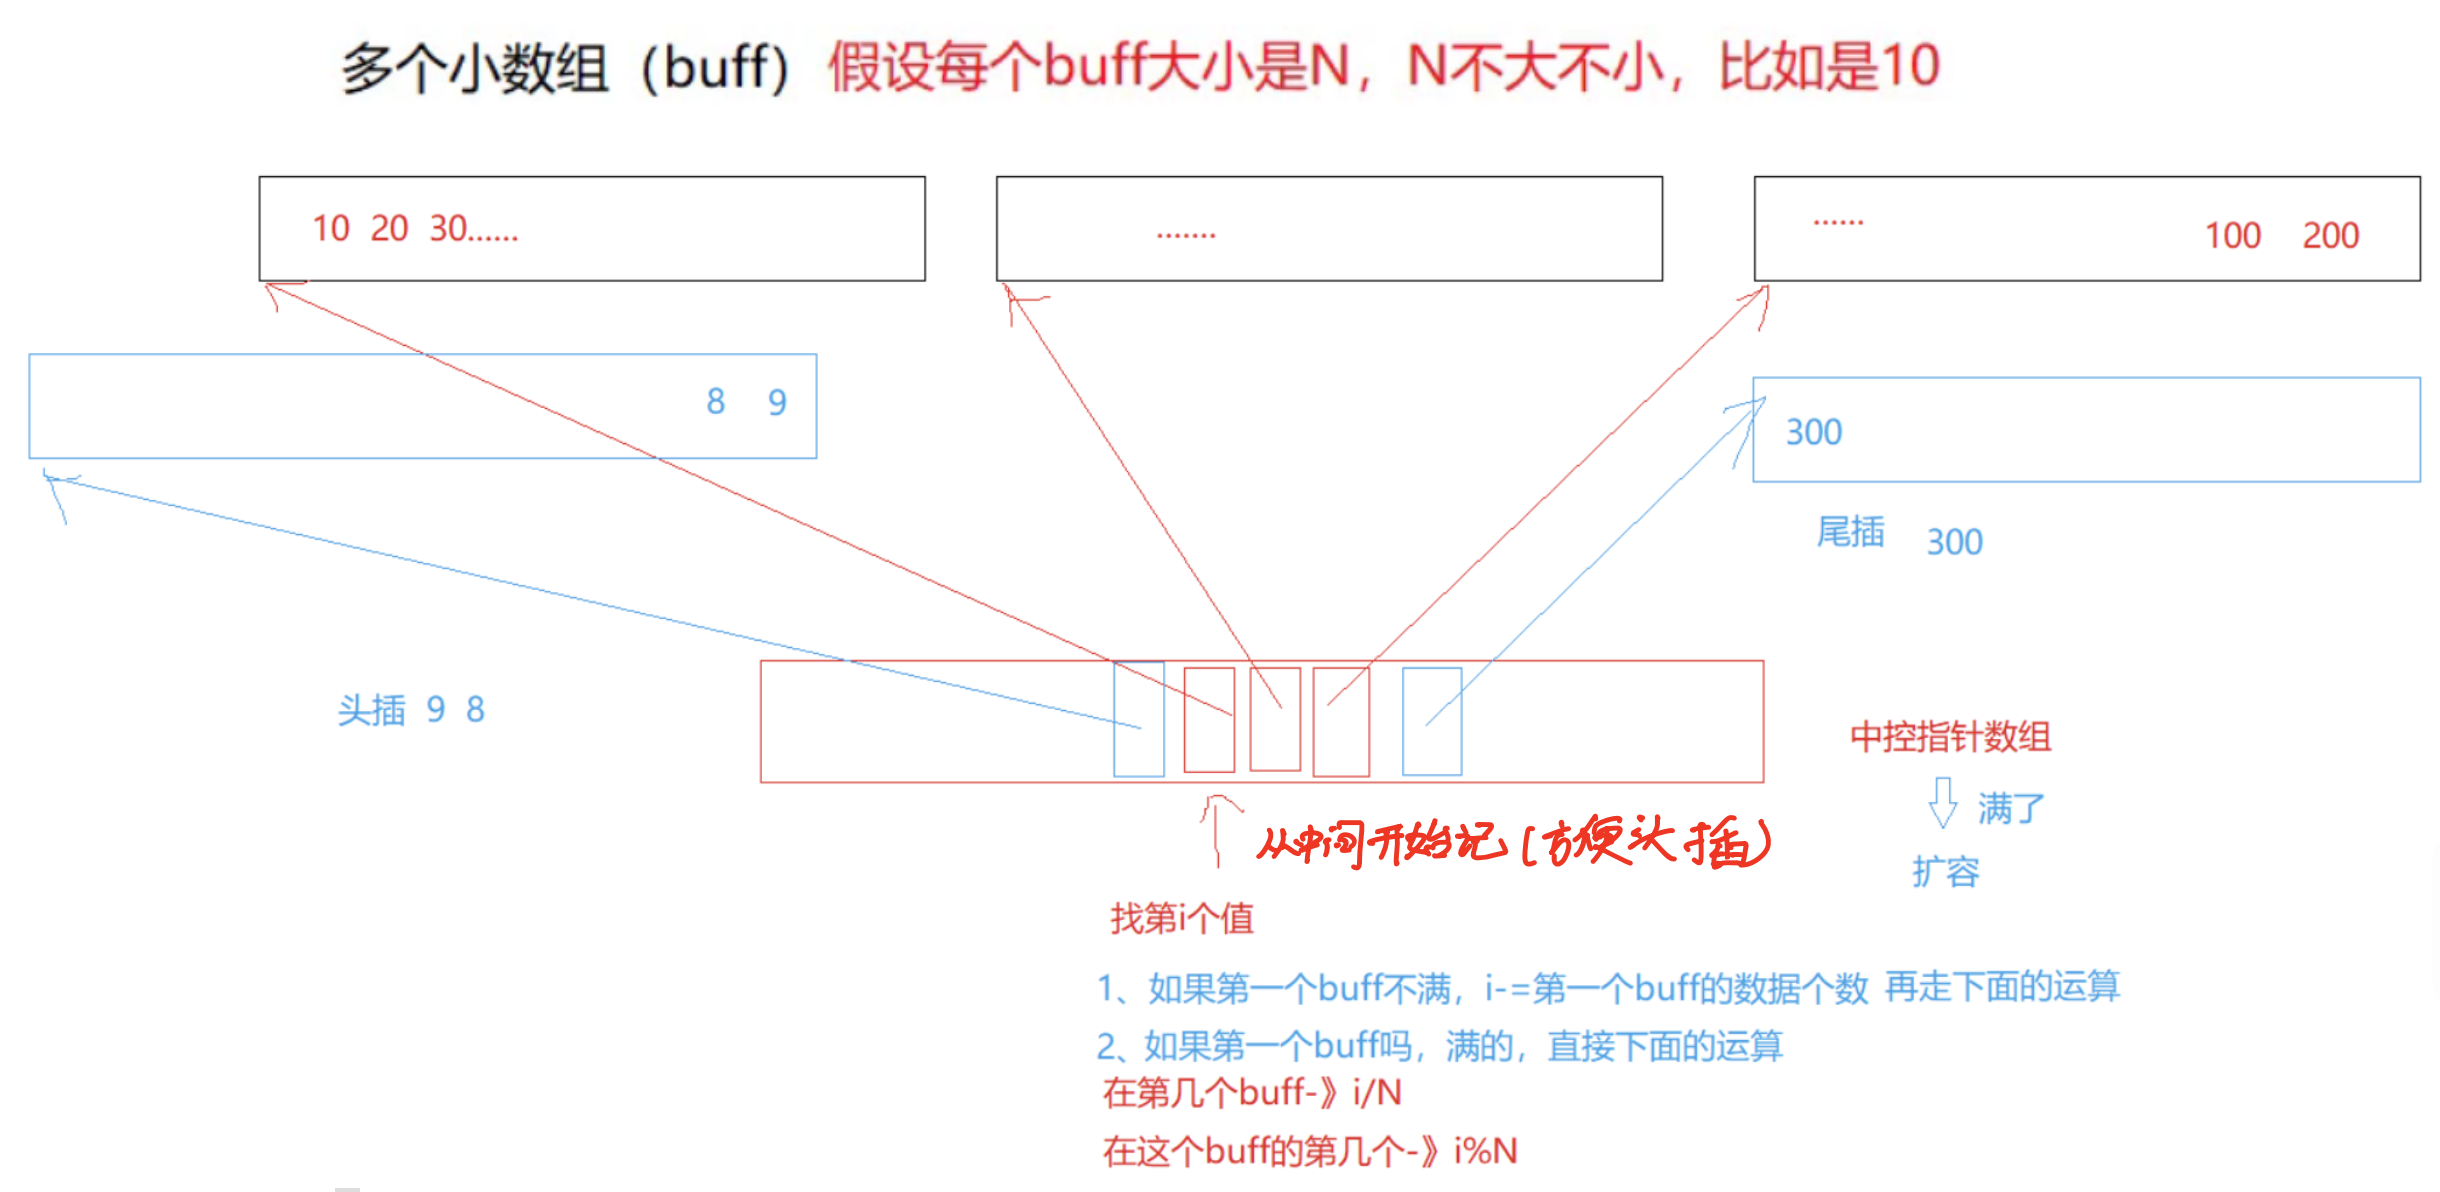 多个小数组（buff）假设每个buff大小是N，N不大不小，比如是10
10 20 30......
.......
......
100 200
8 9
300
尾插 300
头插 9 8
中控指针数组
满了
扩容
从中间开始记（方便头插）
找第i个值
1、如果第一个buff不满，i-=第一个buff的数据个数 再走下面的运算
2、如果第一个buff吗，满的，直接下面的运算
在第几个buff-》i/N
在这个buff的第几个-》i%N